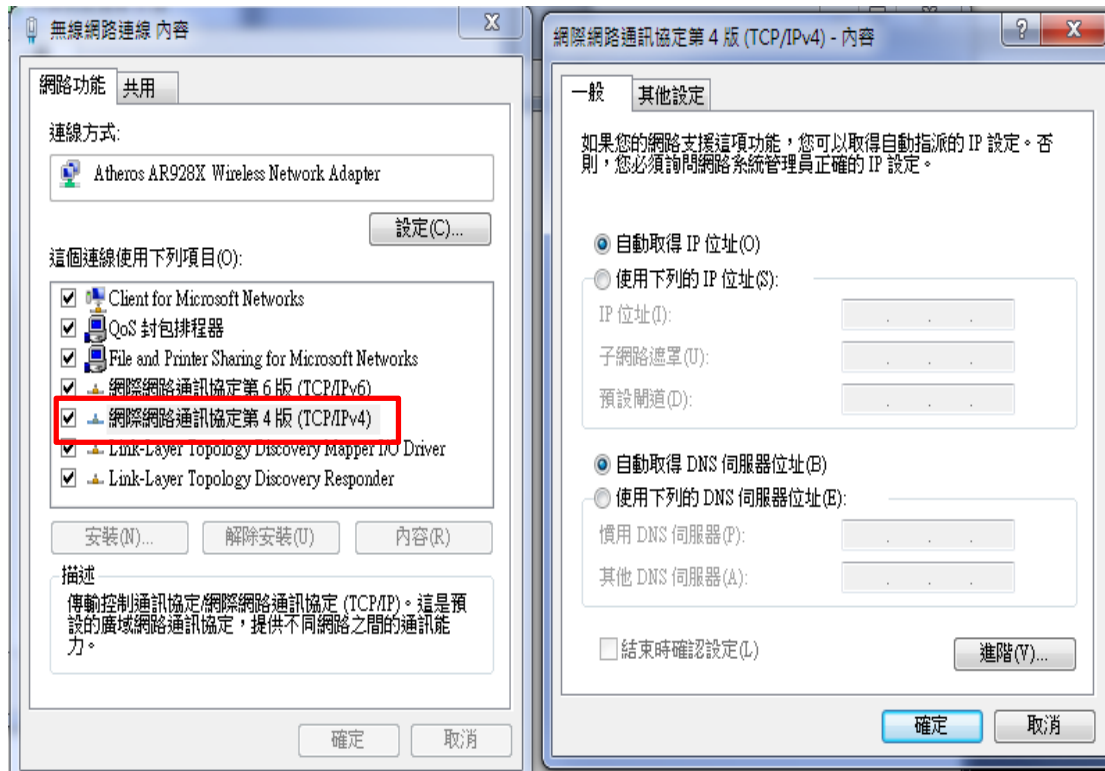 無線網路連線 內容
網路功能
共用
連線方式:
Atheros AR928X Wireless Network Adapter
設定(C)...
這個連線使用下列項目(O):
Client for Microsoft Networks
QoS 封包排程器
File and Printer Sharing for Microsoft Networks
網際網路通訊協定第 6 版 (TCP/IPv6)
網際網路通訊協定第 4 版 (TCP/IPv4)
Link-Layer Topology Discovery Mapper I/O Driver
Link-Layer Topology Discovery Responder
安裝(N)...
解除安裝(U)
內容(R)
描述
傳輸控制通訊協定/網際網路通訊協定 (TCP/IP)。這是預
設的廣域網路通訊協定，提供不同網路之間的通訊能
力。
確定
取消
網際網路通訊協定第 4 版 (TCP/IPv4) - 內容
一般
其他設定
如果您的網路支援這項功能，您可以取得自動指派的 IP 設定。否
則，您必須詢問網路系統管理員正確的 IP 設定。
自動取得 IP 位址(O)
使用下列的 IP 位址(S):
IP 位址(I):
子網路遮罩(U):
預設閘道(D):
自動取得 DNS 伺服器位址(B)
使用下列的 DNS 伺服器位址(E):
慣用 DNS 伺服器(P):
其他 DNS 伺服器(A):
結束時確認設定(L)
進階(V)...
確定
取消